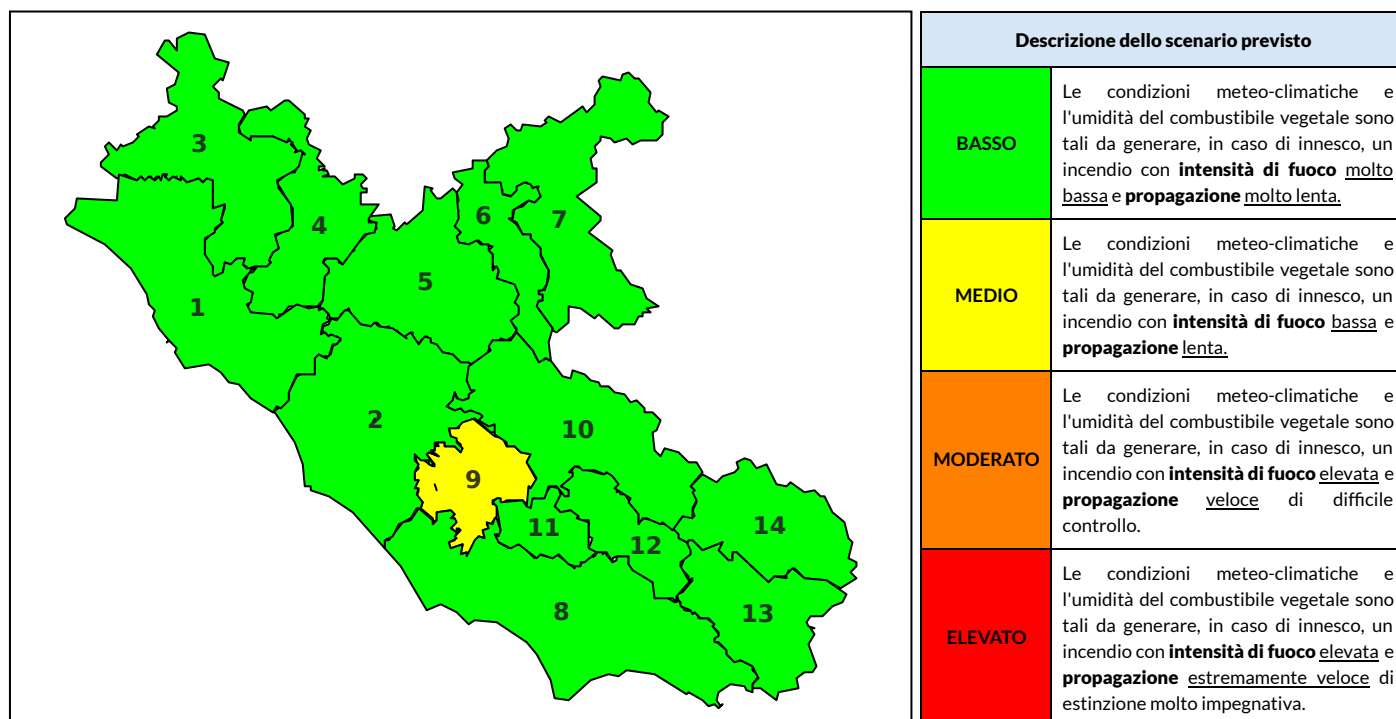 3
4
6
7
5
1
2
10
9
11
12
14
8
13
Descrizione dello scenario previsto
BASSO
Le condizioni meteo-climatiche e
l'umidità del combustibile vegetale sono
tali da generare, in caso di innesco, un
incendio con intensità di fuoco molto
bassa e propagazione molto lenta.
MEDIO
Le condizioni meteo-climatiche e
l'umidità del combustibile vegetale sono
tali da generare, in caso di innesco, un
incendio con intensità di fuoco bassa e
propagazione lenta.
MODERATO
Le condizioni meteo-climatiche e
l'umidità del combustibile vegetale sono
tali da generare, in caso di innesco, un
incendio con intensità di fuoco elevata e
propagazione veloce di difficile
controllo.
ELEVATO
Le condizioni meteo-climatiche e
l'umidità del combustibile vegetale sono
tali da generare, in caso di innesco, un
incendio con intensità di fuoco elevata e
propagazione estremamente veloce di
estinzione molto impegnativa.